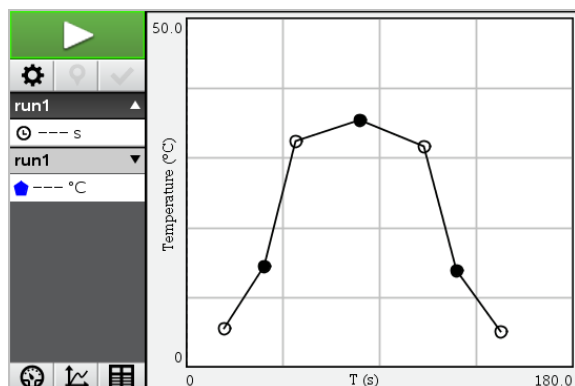 run1
--- s
run1
--- °C
50.0
Temperature (°C)
0
0
T (s)
180.0